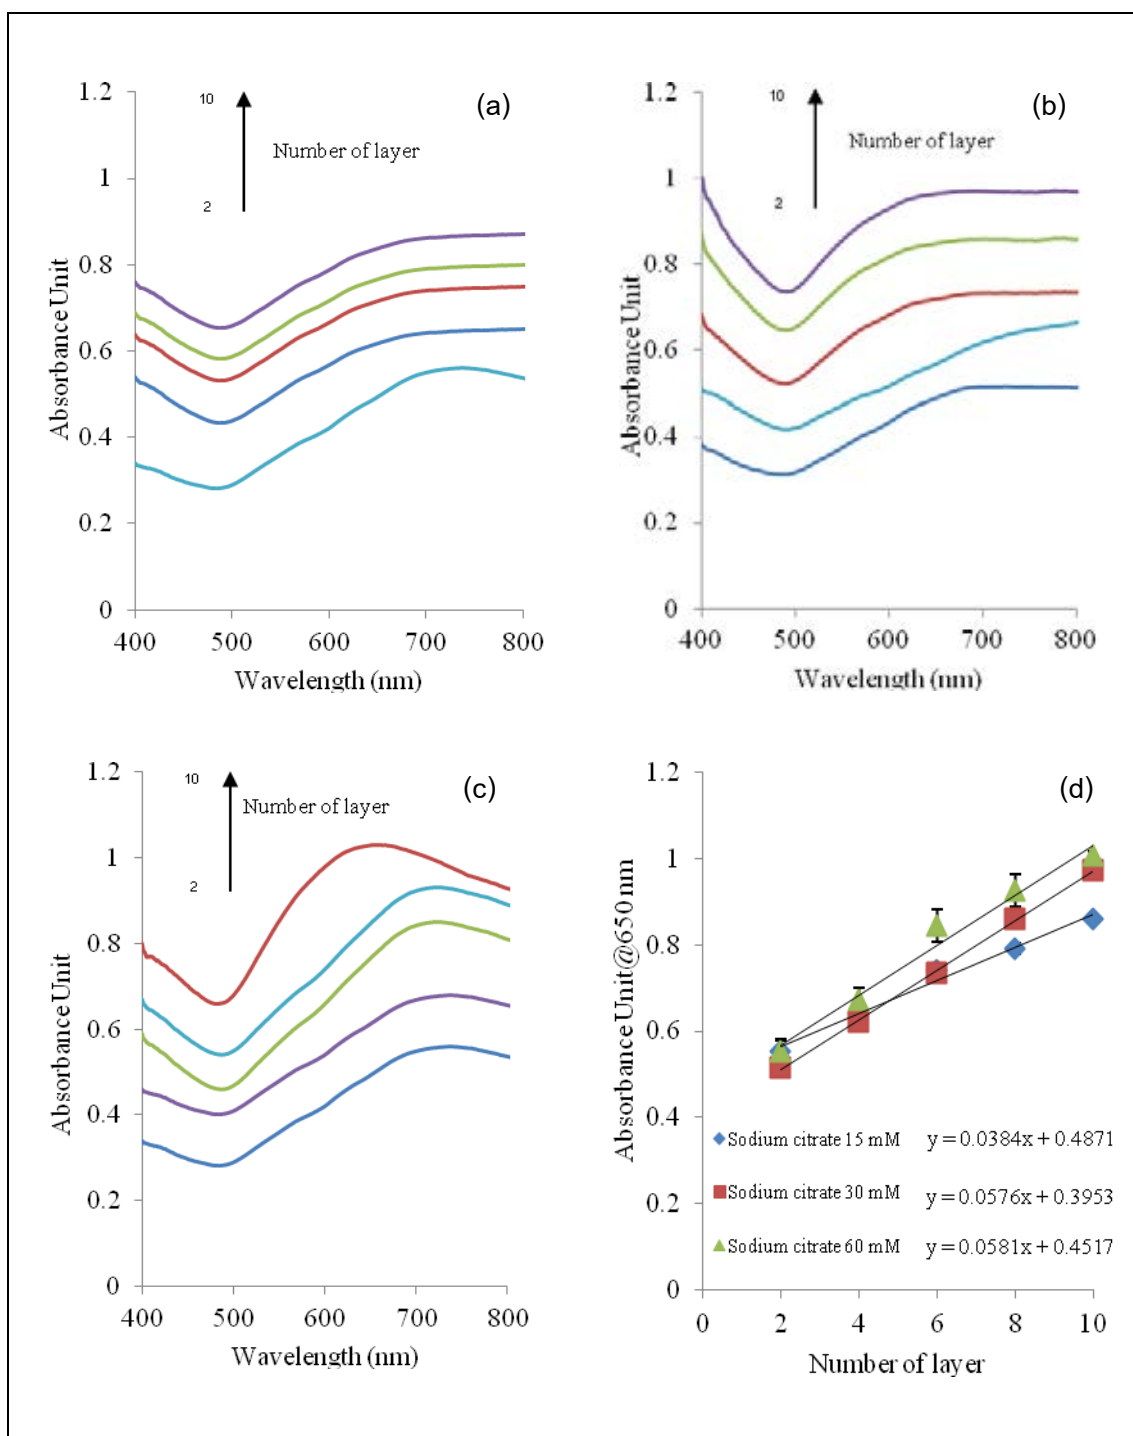 (a)
10
Number of layer
2
1.2
1
0.8
0.6
0.4
0.2
0
Absorbance Unit
400 500 600 700 800
Wavelength (nm)
(b)
10
Number of layer
2
1.2
1
0.8
0.6
0.4
0.2
0
Absorbance Unit
400 500 600 700 800
Wavelength (nm)
(c)
10
Number of layer
2
1.2
1
0.8
0.6
0.4
0.2
0
Absorbance Unit
400 500 600 700 800
Wavelength (nm)
(d)
1.2
1
0.8
0.6
0.4
0.2
0
Absorbance Unit@650 nm
Sodium citrate 15 mM y = 0.0384x + 0.4871
Sodium citrate 30 mM y = 0.0576x + 0.3953
Sodium citrate 60 mM y = 0.0581x + 0.4517
0 2 4 6 8 10
Number of layer